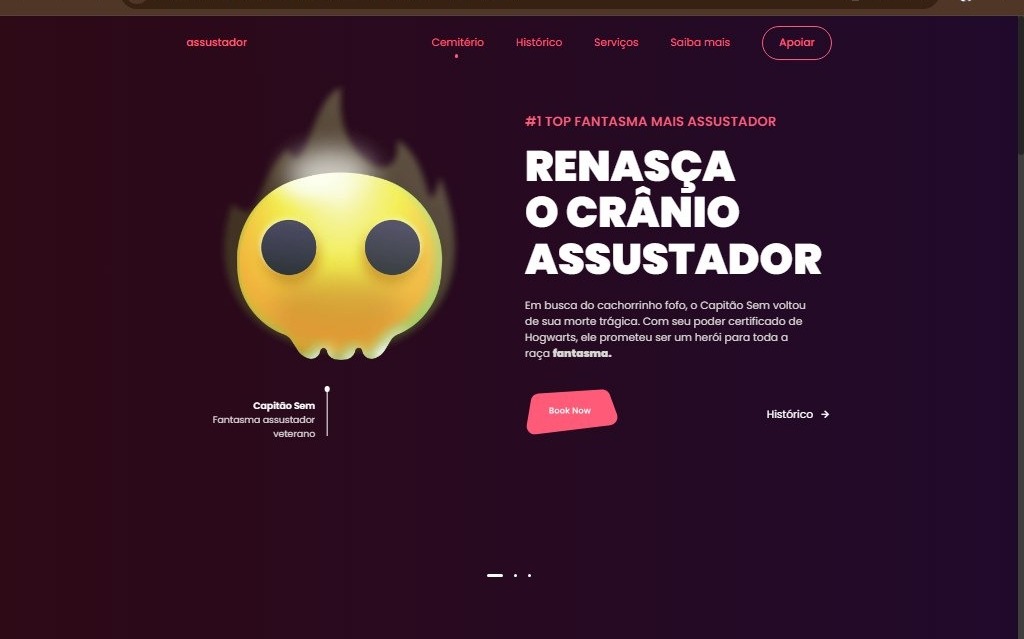 assustador
Cemitério
Histórico
Serviços
Saiba mais
Apoiar
#1 TOP FANTASMA MAIS ASSUSTADOR
RENASÇA
O CRÂNIO
ASSUSTADOR
Em busca do cachorrinho fofo, o Capitão Sem voltou
de sua morte trágica. Com seu poder certificado de
Hogwarts, ele prometeu ser um herói para toda a
raça fantasma.
Capitão Sem
Fantasma assustador
veterano
Book Now
Histórico